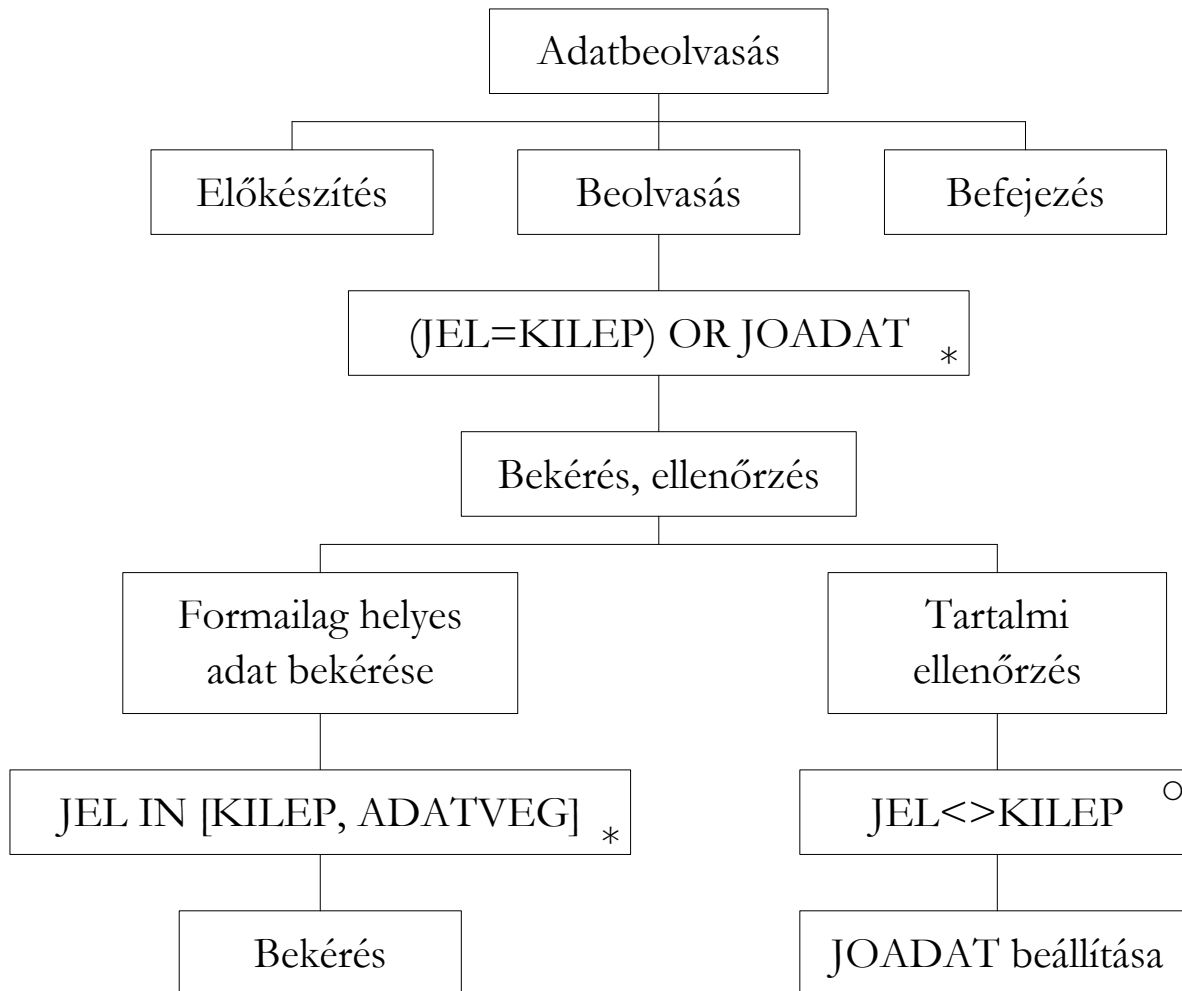 Adatbeolvasás
Előkészítés
Beolvasás
Befejezés
(JEL=KILEP) OR JOADAT *
Bekérés, ellenőrzés
Formailag helyes
adat bekérése
Tartalmi
ellenőrzés
JEL IN [KILEP, ADATVEG] *
JEL<>KILEP ○
Bekérés
JOADAT beállítása